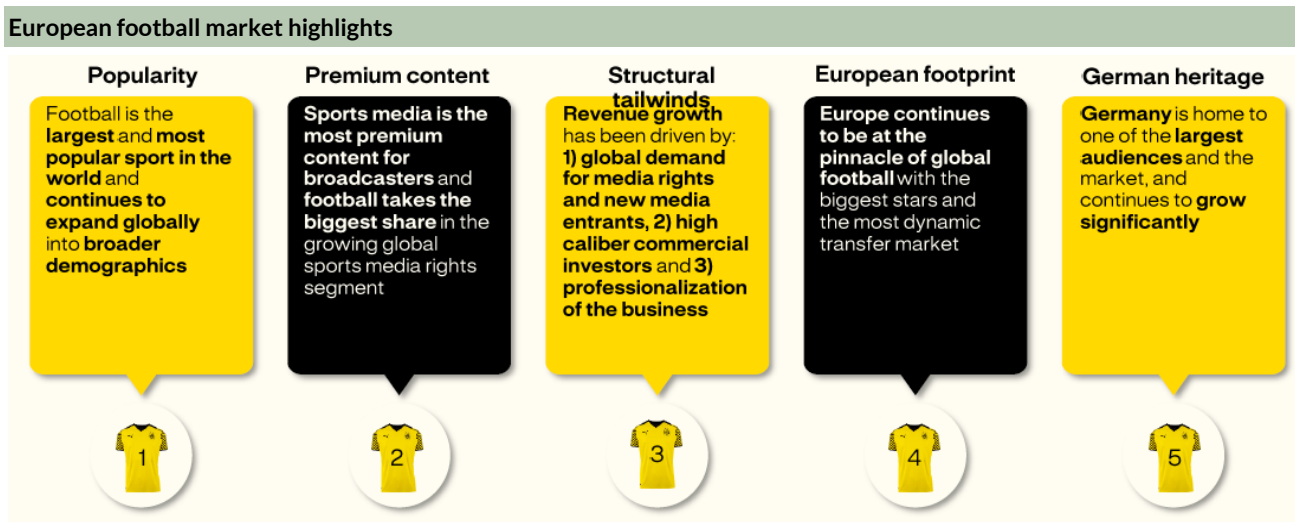 European football market highlights
Popularity
Football is the
largest and most
popular sport in the
world and
continues to
expand globally
into broader
demographics
1
Premium content
Sports media is the
most premium
content for
broadcasters and
football takes the
biggest share in the
growing global
sports media rights
segment
2
Structural
tailwinds
Revenue growth
has been driven by:
1) global demand
for media rights
and new media
entrants, 2) high
caliber commercial
investors and 3)
professionalization
of the business
3
European footprint
Europe continues
to be at the
pinnacle of global
football with the
biggest stars and
the most dynamic
transfer market
4
German heritage
Germany is home to
one of the largest
audiences and the
market, and
continues to grow
significantly
5